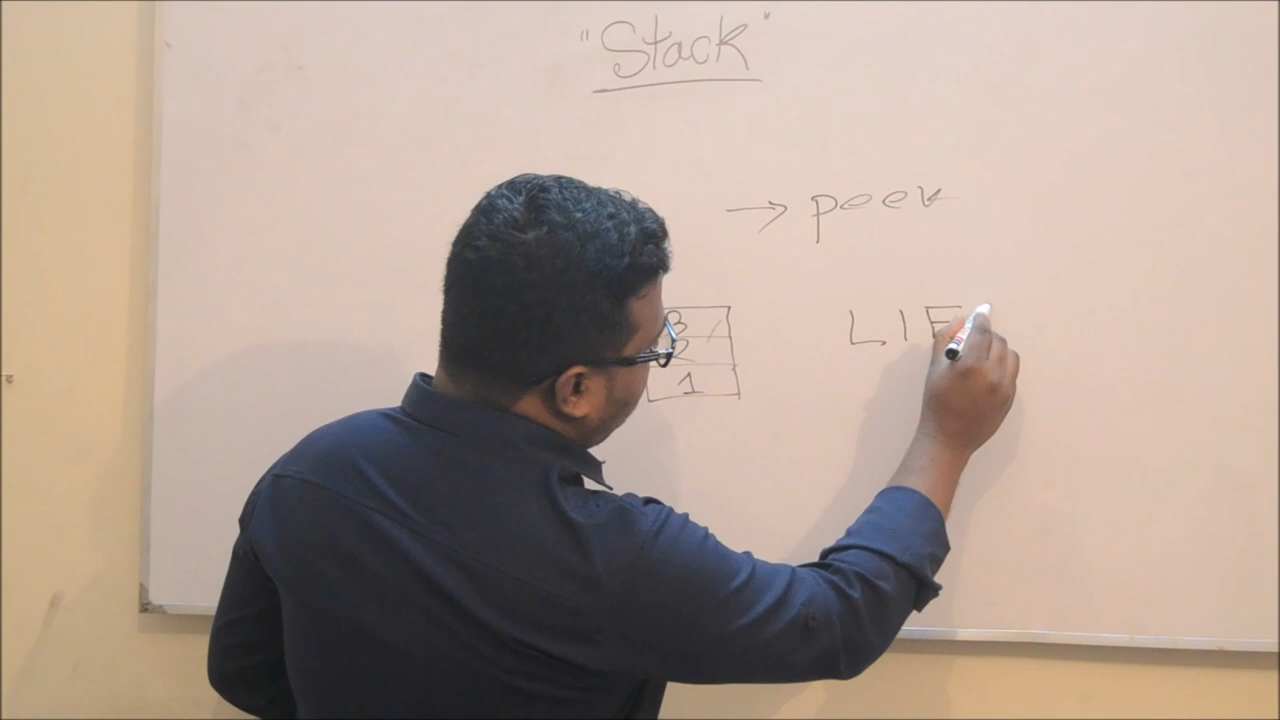 "Stack"
→ peek
3
2
1
LIF